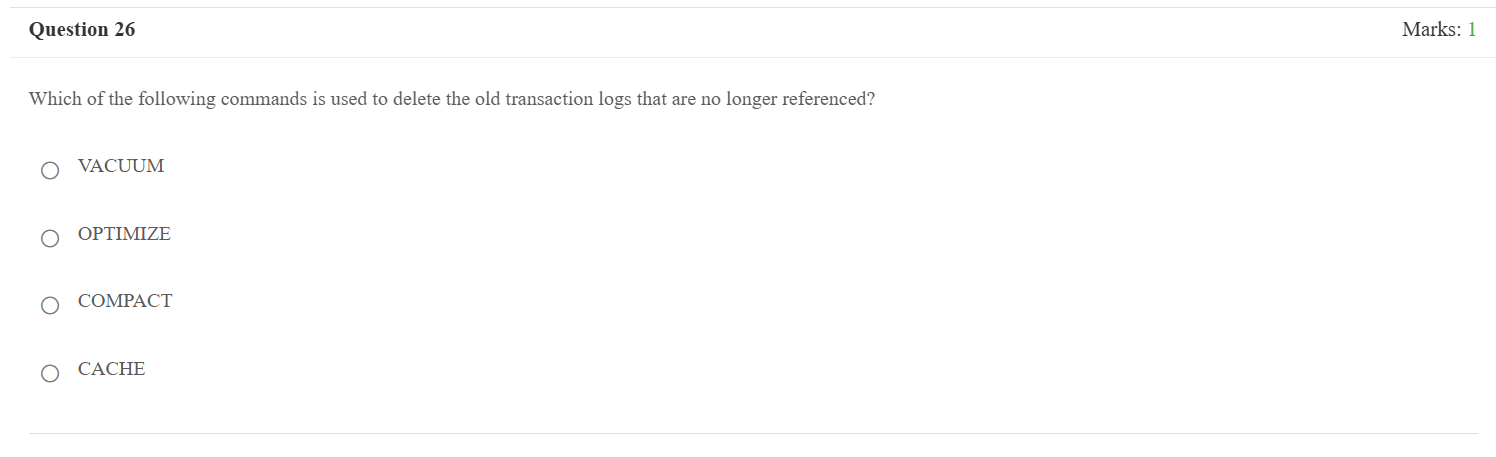 Question 26 Marks: 1
Which of the following commands is used to delete the old transaction logs that are no longer referenced?
VACUUM
OPTIMIZE
COMPACT
CACHE